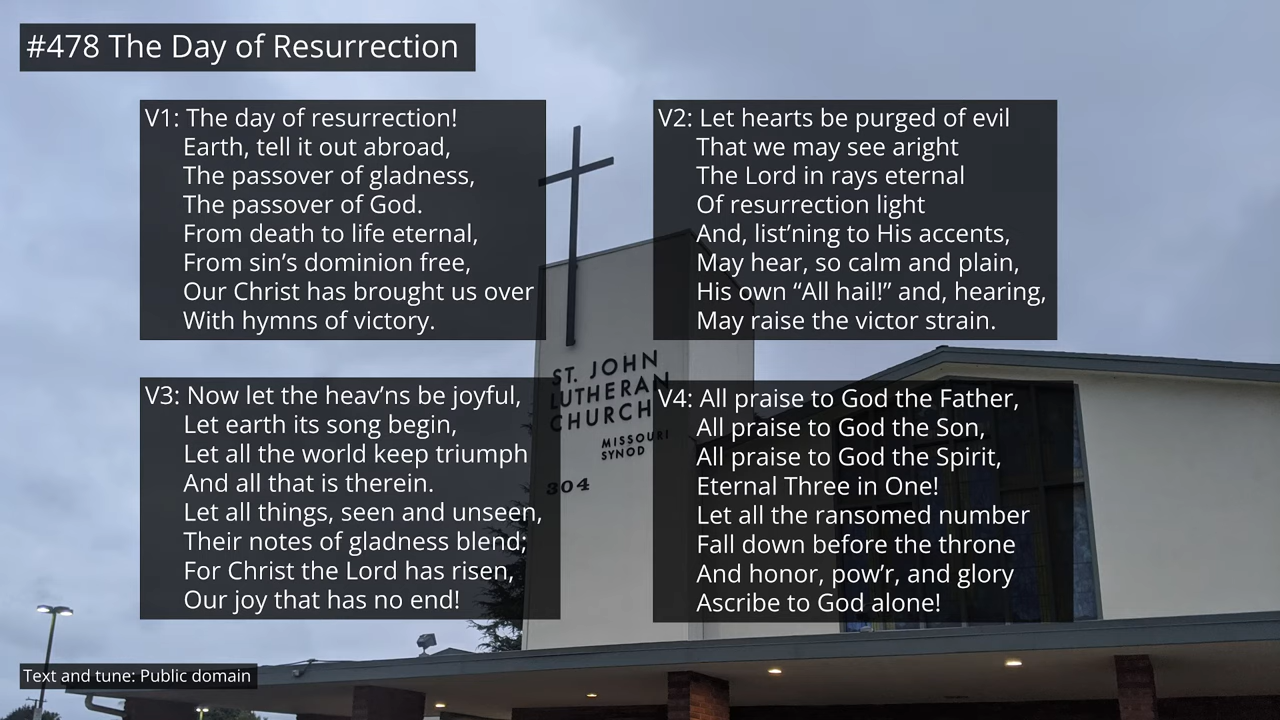 #478 The Day of Resurrection
V1: The day of resurrection!
Earth, tell it out abroad,
The passover of gladness,
The passover of God.
From death to life eternal,
From sin’s dominion free,
Our Christ has brought us over
With hymns of victory.
V2: Let hearts be purged of evil
That we may see aright
The Lord in rays eternal
Of resurrection light
And, list’ning to His accents,
May hear, so calm and plain,
His own “All hail!” and, hearing,
May raise the victor strain.
V3: Now let the heav’ns be joyful,
Let earth its song begin,
Let all the world keep triumph
And all that is therein.
Let all things, seen and unseen,
Their notes of gladness blend;
For Christ the Lord has risen,
Our joy that has no end!
V4: All praise to God the Father,
All praise to God the Son,
All praise to God the Spirit,
Eternal Three in One!
Let all the ransomed number
Fall down before the throne
And honor, pow’r, and glory
Ascribe to God alone!
ST. JOHN
LUTHERAN
CHURCH
MISSOURI
SYNOD
304
Text and tune: Public domain